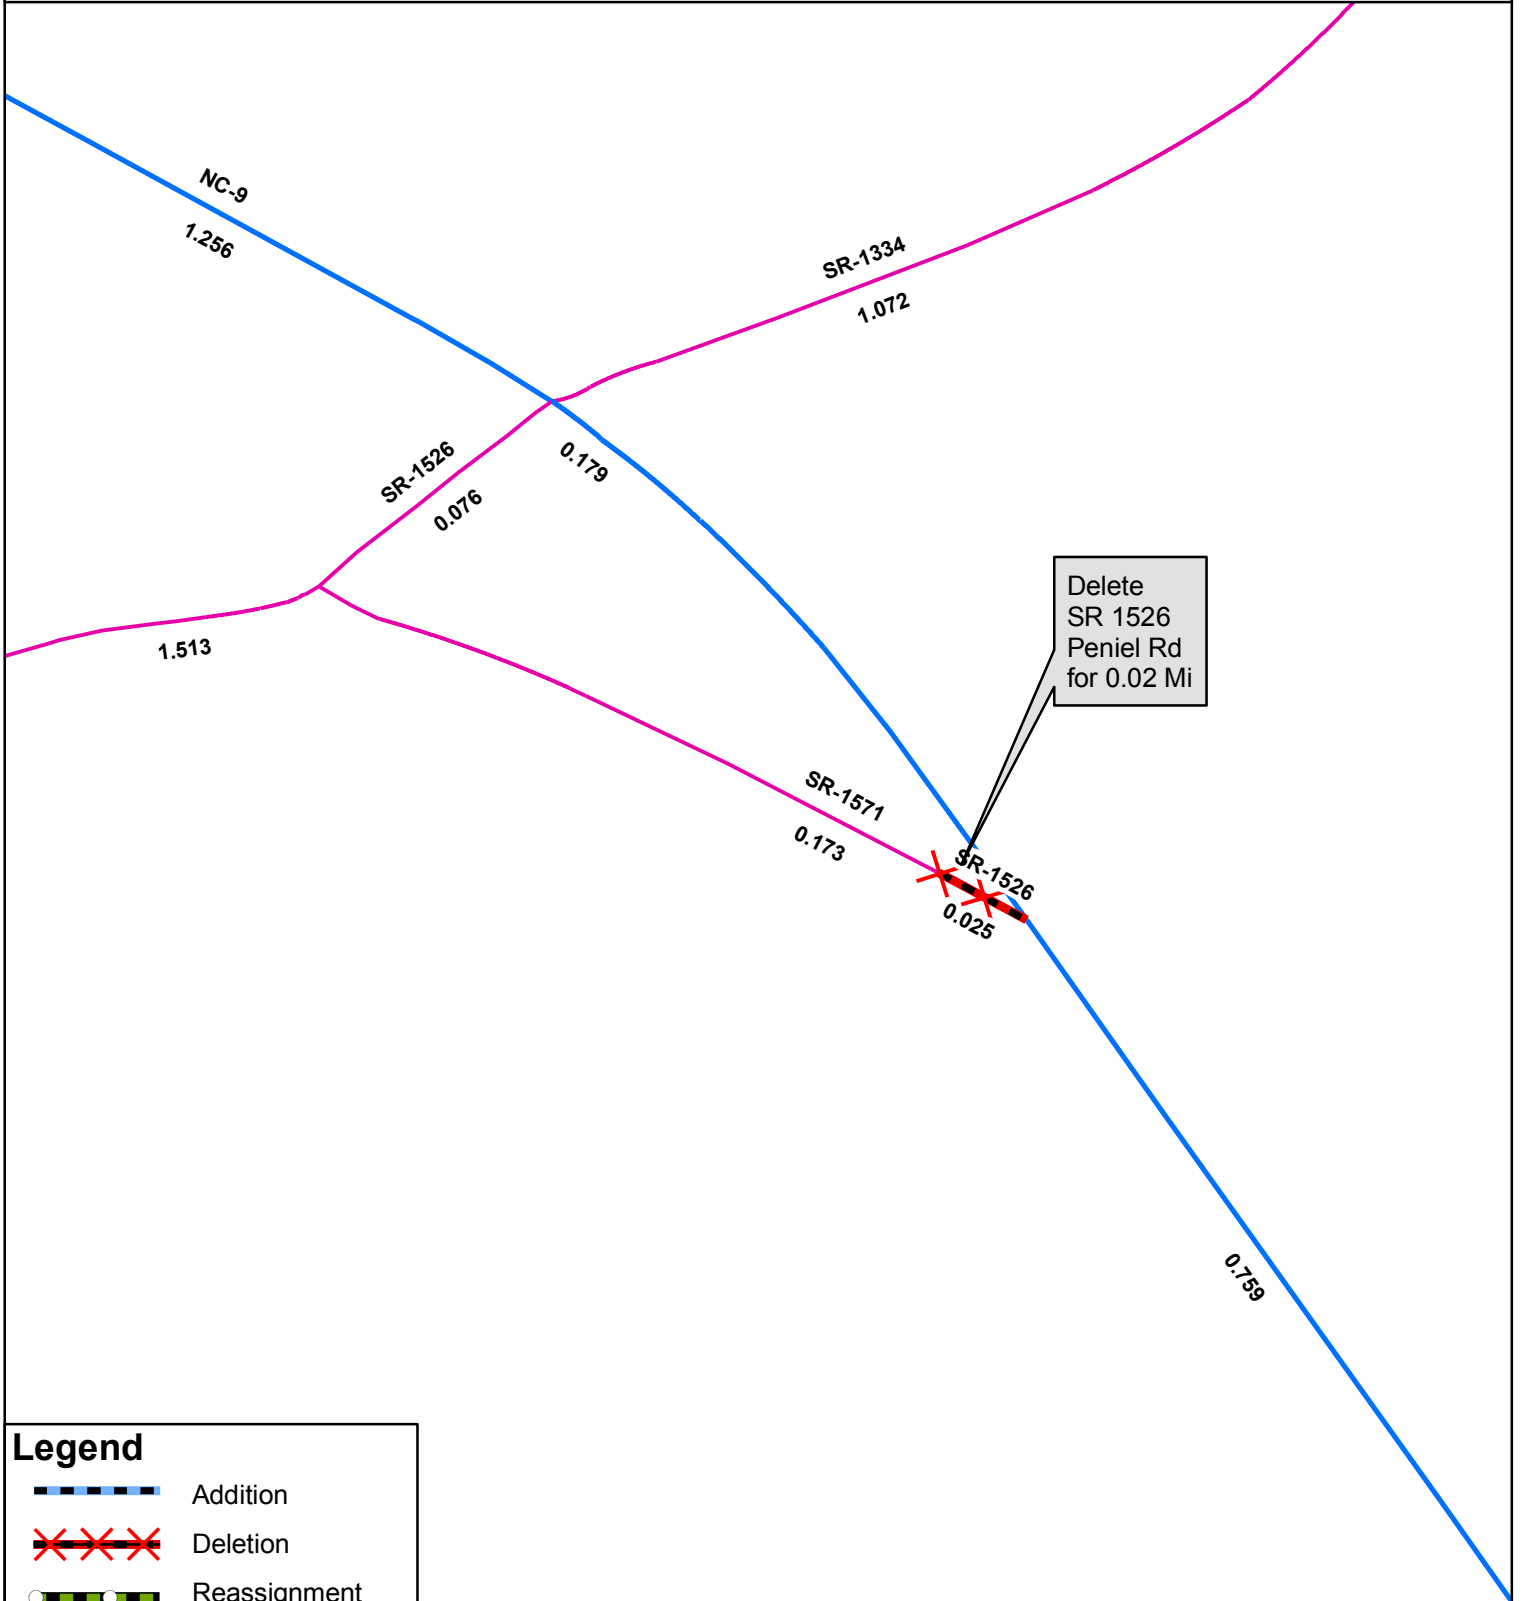 NC-9
1.256
SR-1334
1.072
SR-1526
0.076
0.179
Delete
SR 1526
Peniel Rd
for 0.02 Mi
1.513
SR-1571
0.173
SR-1526
0.025
0.759
Legend
Addition
Deletion
Reassignment